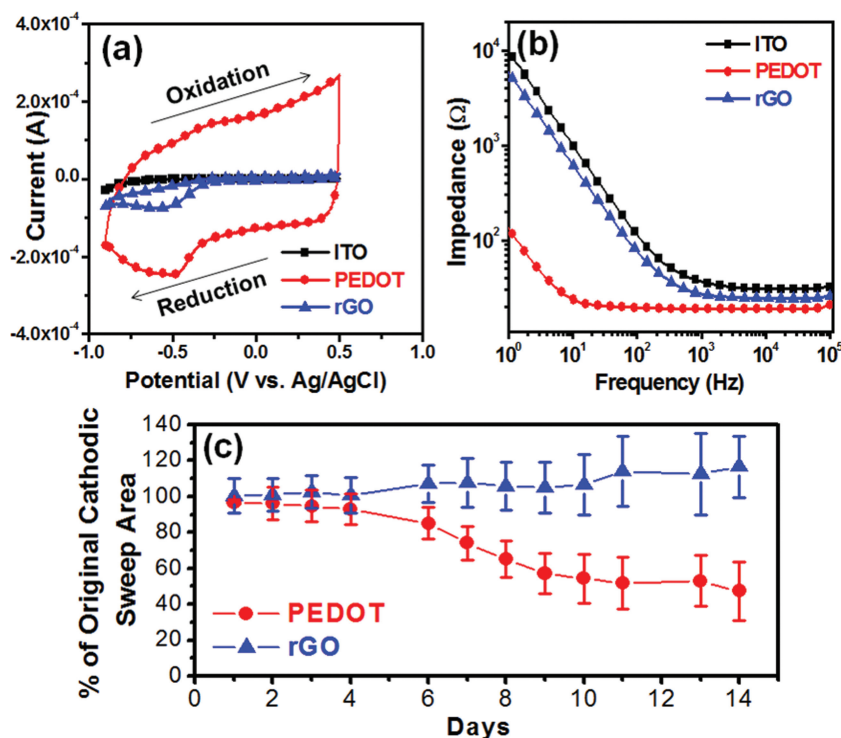 (a)
4.0x10⁻⁴
2.0x10⁻⁴
0.0
-2.0x10⁻⁴
-4.0x10⁻⁴
Current (A)
Oxidation
Reduction
ITO
PEDOT
rGO
-1.0 -0.5 0.0 0.5 1.0
Potential (V vs. Ag/AgCl)
(b)
10⁴
10³
10²
Impedance (Ω)
ITO
PEDOT
rGO
10⁰ 10¹ 10² 10³ 10⁴ 10⁵
Frequency (Hz)
(c)
140
120
100
80
60
40
20
0
% of Original Cathodic
Sweep Area
PEDOT
rGO
0 2 4 6 8 10 12 14
Days